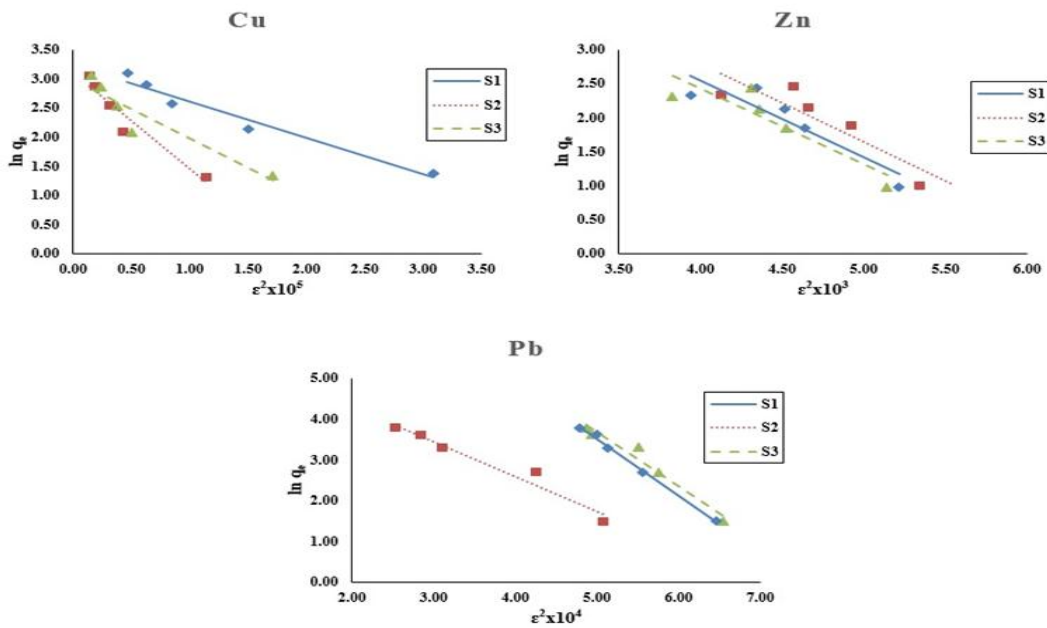 Cu
3.50
3.00
2.50
2.00
1.50
1.00
0.50
0.00
ln qₑ
0.00 0.50 1.00 1.50 2.00 2.50 3.00 3.50
ε²x10⁵
S1
S2
S3
Zn
3.00
2.50
2.00
1.50
1.00
0.50
0.00
ln qₑ
3.50 4.00 4.50 5.00 5.50 6.00
ε²x10³
S1
S2
S3
Pb
5.00
4.00
3.00
2.00
1.00
0.00
ln qₑ
2.00 3.00 4.00 5.00 6.00 7.00
ε²x10⁴
S1
S2
S3